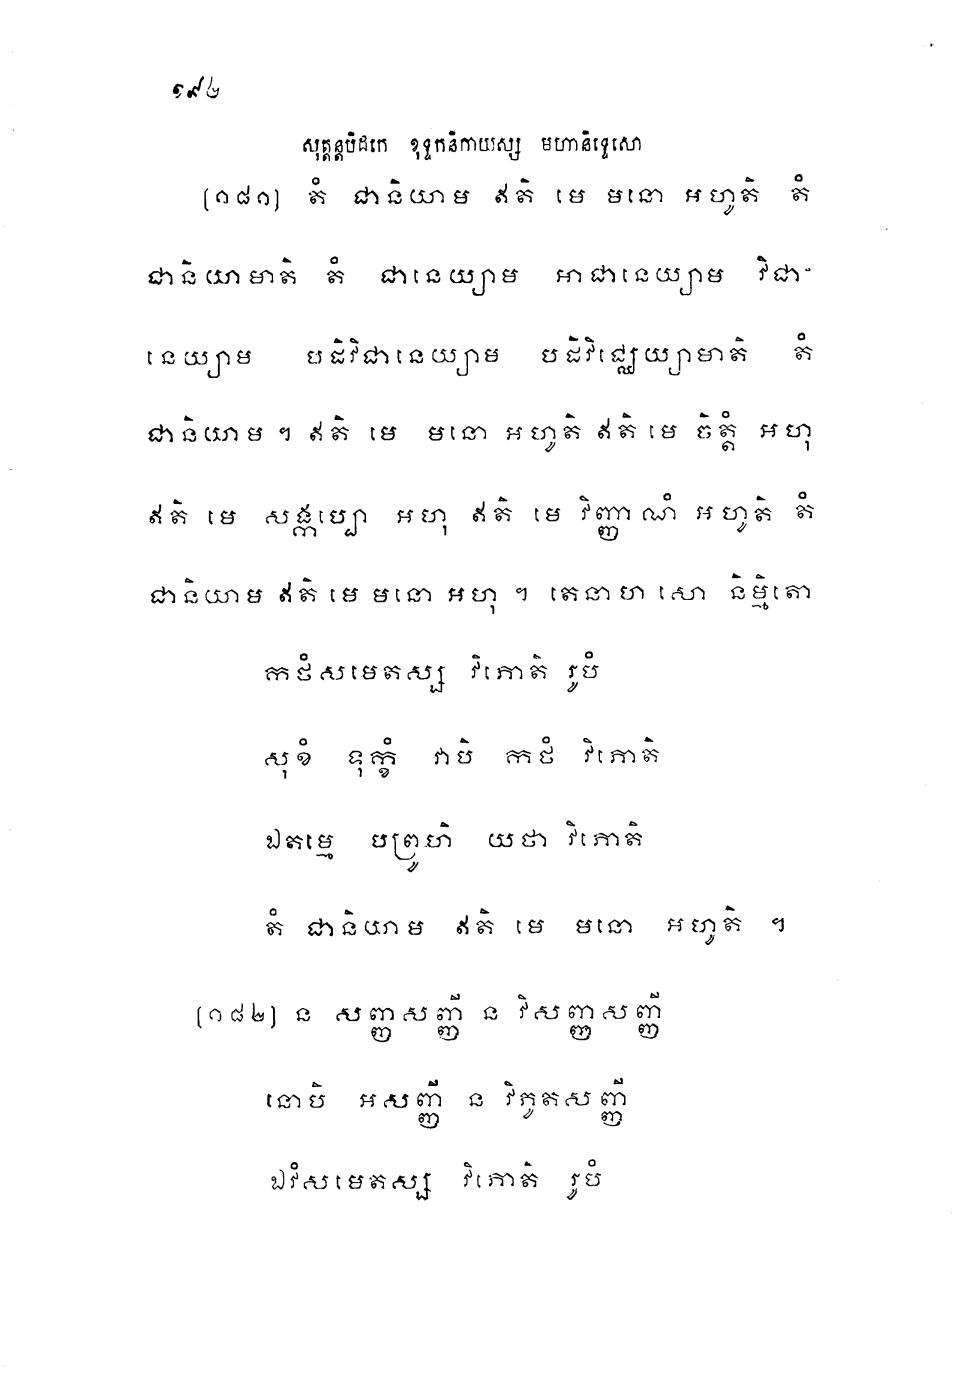 ១៩៤
សុត្តន្តបិដកេ ខុទ្ទកនិកាយស្ស មហានិទ្ទេសោ
[១៨១] តំ ជានិយាម ឥតិ មេ មនោ អហូតិ តំ
ជានិយាមាតិ តំ ជានេយ្យាម អាជានេយ្យាម វិជា-
នេយ្យាម បដិវិជានេយ្យាម បដិវិជ្ឈេយ្យាមាតិ តំ
ជានិយាម ។ ឥតិ មេ មនោ អហូតិ ឥតិ មេ ចិត្តំ អហុ
ឥតិ មេ សង្កប្បោ អហុ ឥតិ មេ វិញ្ញាណំ អហូតិ តំ
ជានិយាម ឥតិ មេ មនោ អហុ ។ តេនាហ សោ និម្មិតោ
កថំសមេតស្ស វិភោតិ រូបំ
សុខំ ទុក្ខំ វាបិ កថំ វិភោតិ
ឯតម្មេ បព្រូហិ យថា វិភោតិ
តំ ជានិយាម ឥតិ មេ មនោ អហូតិ ។
[១៨២] ន សញ្ញសញ្ញី ន វិសញ្ញសញ្ញី
នោបិ អសញ្ញី ន វិភូតសញ្ញី
ឯវំសមេតស្ស វិភោតិ រូបំ